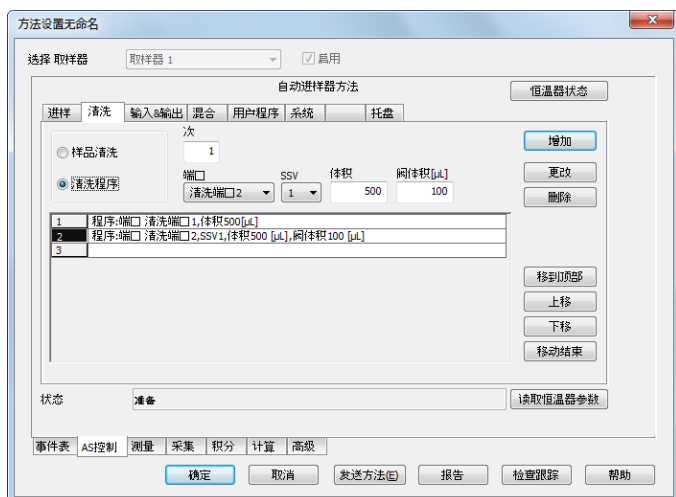 方法设置无命名
选择 取样器 取样器 1 启用
自动进样器方法 恒温器状态
进样 清洗 输入&输出 混合 用户程序 系统 托盘
次
样品清洗 1 增加
端口 SSV 体积 阀体积[μL] 更改
清洗程序 清洗端口2 1 500 100 删除
1 程序:端口 清洗端口1,体积500[μL]
2 程序:端口 清洗端口2,SSV1,体积500 [μL],阀体积100 [μL]
3
移到顶部
上移
下移
移动结束
状态 准备 读取恒温器参数
事件表 AS控制 测量 采集 积分 计算 高级
确定 取消 发送方法(E) 报告 检查跟踪 帮助